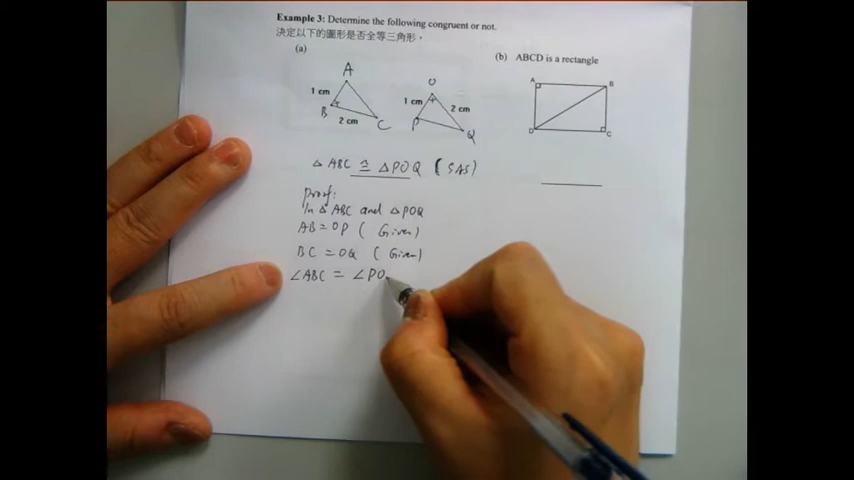 Example 3: Determine the following congruent or not.
決定以下的圖形是否全等三角形。
(a)
(b) ABCD is a rectangle
A
1 cm
B
2 cm
C
O
1 cm
2 cm
P
Q
A
B
D
C
△ABC ≅ △POQ (SAS)
Proof:
In △ABC and △POQ
AB = OP (Given)
BC = OQ (Given)
∠ABC = ∠PO